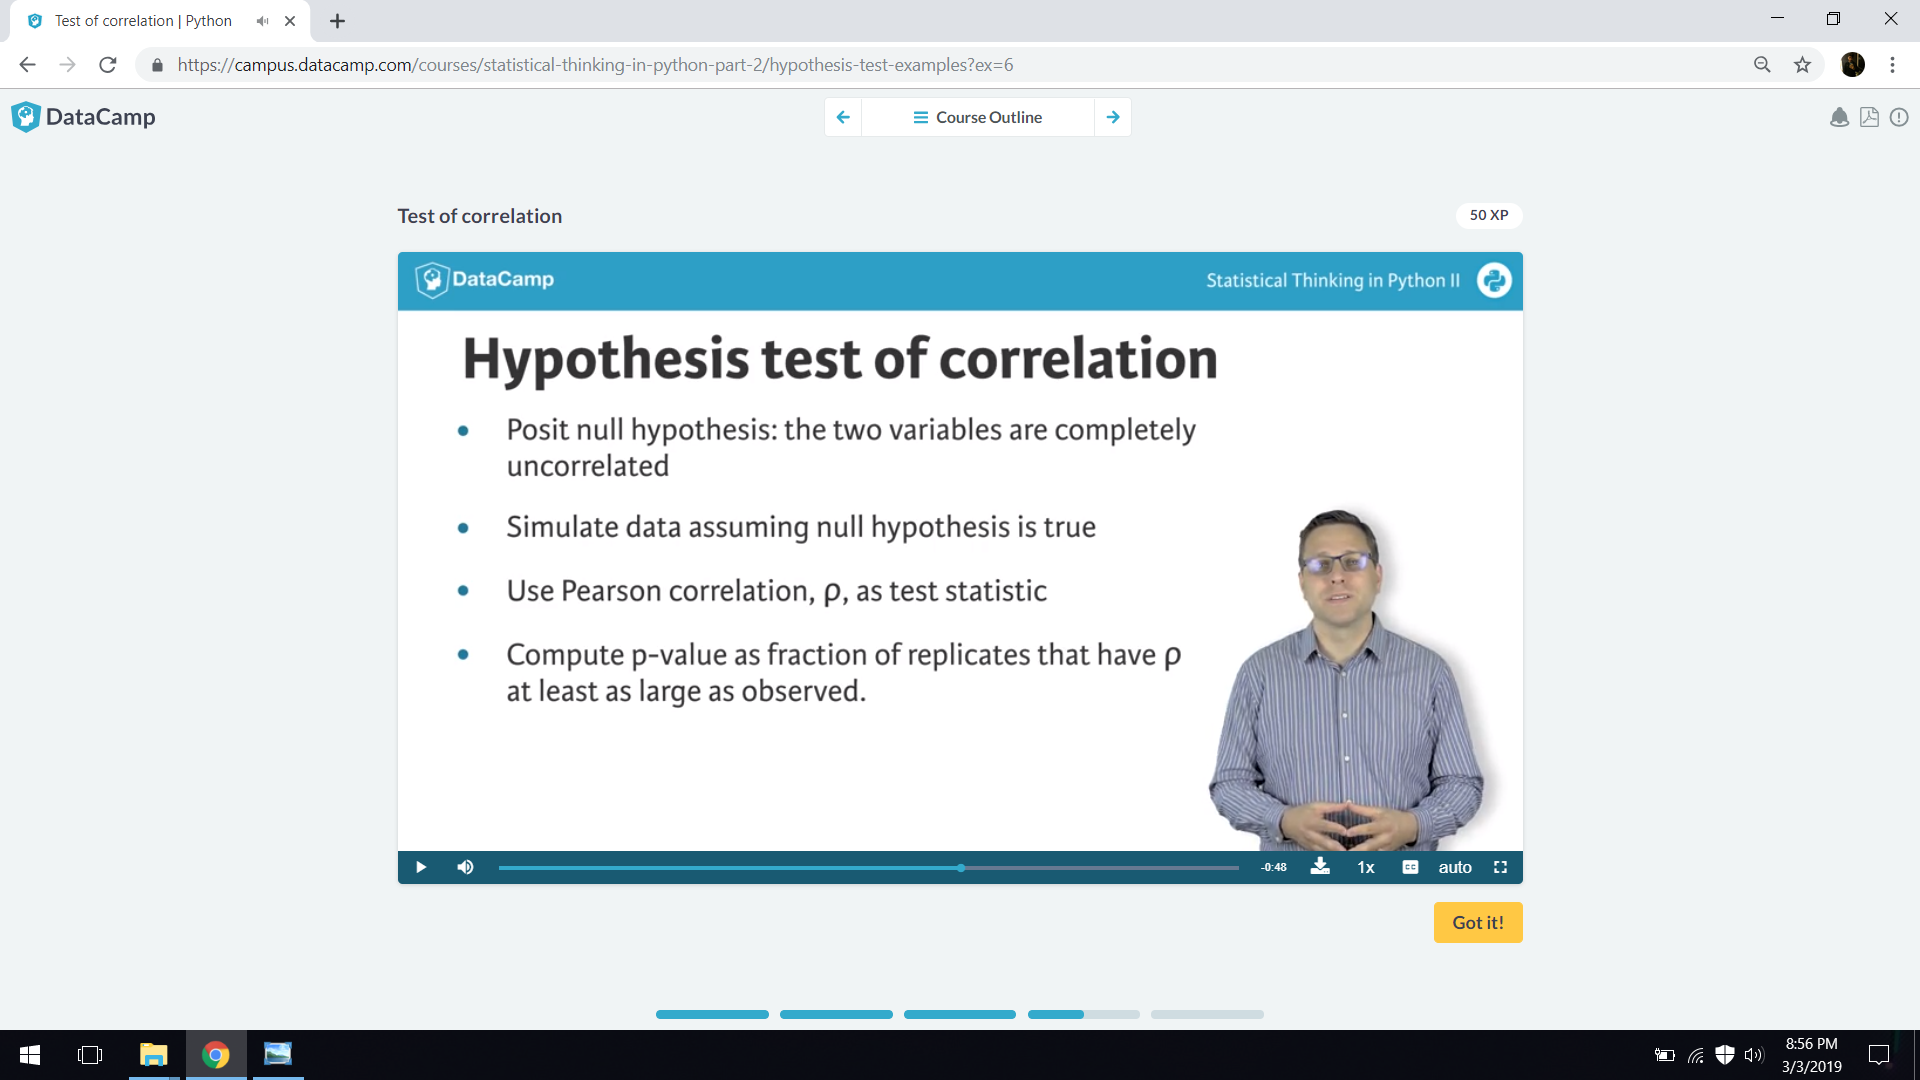 Test of correlation | Python
https://campus.datacamp.com/courses/statistical-thinking-in-python-part-2/hypothesis-test-examples?ex=6
DataCamp
Course Outline
Test of correlation
50 XP
DataCamp
Statistical Thinking in Python II
Hypothesis test of correlation
• Posit null hypothesis: the two variables are completely
uncorrelated
• Simulate data assuming null hypothesis is true
• Use Pearson correlation, ρ, as test statistic
• Compute p-value as fraction of replicates that have ρ
at least as large as observed.
-0:48
1x
CC
auto
Got it!
8:56 PM
3/3/2019